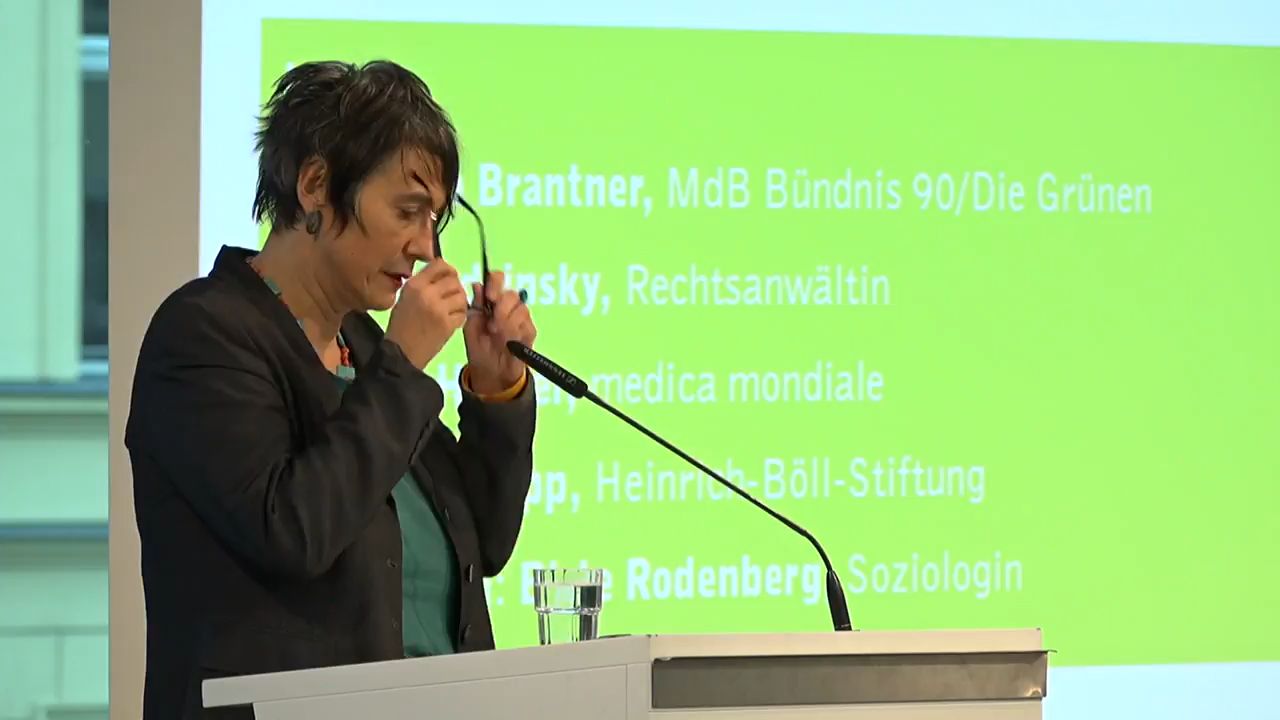 Brantner, MdB Bündnis 90/Die Grünen
Rechtsanwältin
medica mondiale
Heinrich-Böll-Stiftung
Rodenberg, Soziologin